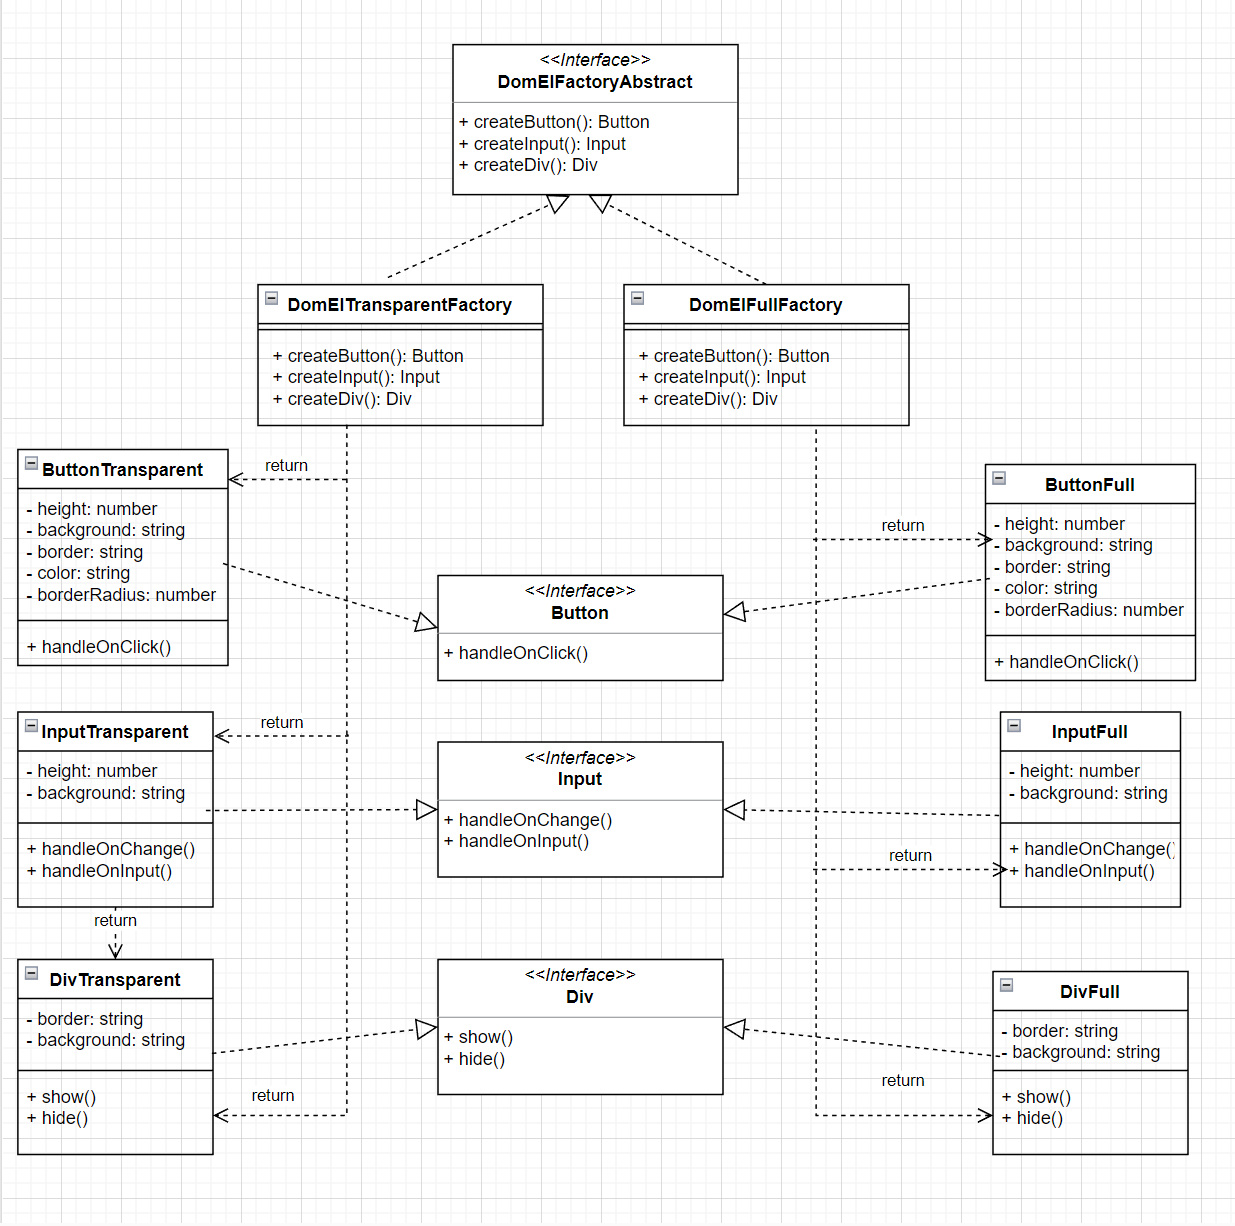 <<Interface>>
DomElFactoryAbstract
+ createButton(): Button
+ createInput(): Input
+ createDiv(): Div
DomElTransparentFactory
+ createButton(): Button
+ createInput(): Input
+ createDiv(): Div
DomElFullFactory
+ createButton(): Button
+ createInput(): Input
+ createDiv(): Div
ButtonTransparent
- height: number
- background: string
- border: string
- color: string
- borderRadius: number
+ handleOnClick()
return
<<Interface>>
Button
+ handleOnClick()
return
ButtonFull
- height: number
- background: string
- border: string
- color: string
- borderRadius: number
+ handleOnClick()
InputTransparent
- height: number
- background: string
+ handleOnChange()
+ handleOnInput()
return
<<Interface>>
Input
+ handleOnChange()
+ handleOnInput()
return
InputFull
- height: number
- background: string
+ handleOnChange()
+ handleOnInput()
return
DivTransparent
- border: string
- background: string
+ show()
+ hide()
return
<<Interface>>
Div
+ show()
+ hide()
return
DivFull
- border: string
- background: string
+ show()
+ hide()